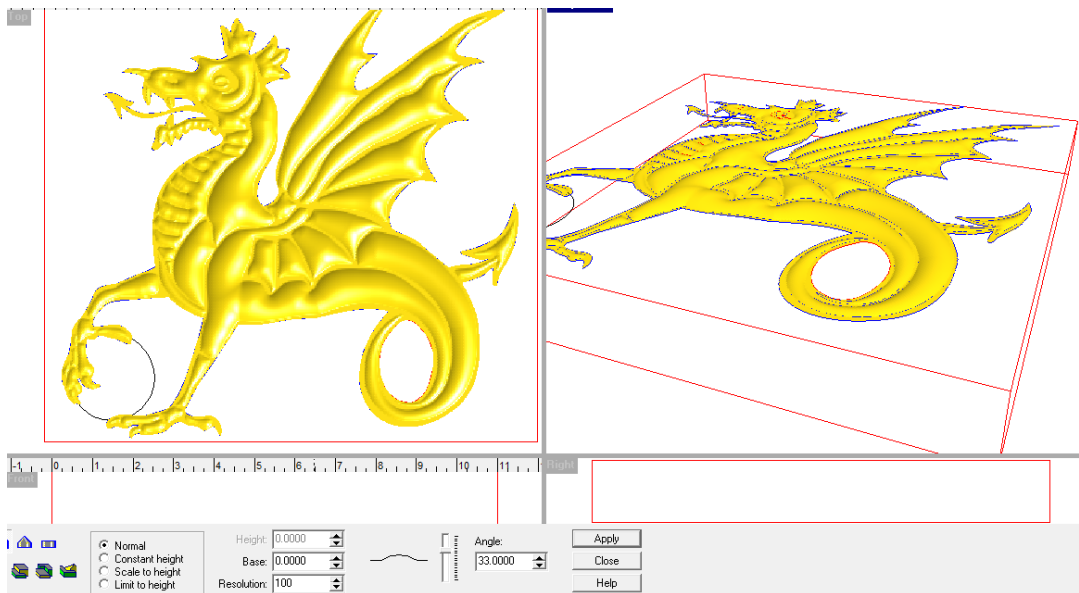 Top
-1 0 1 2 3 4 5 6 7 8 9 10 11
Front
Right
Normal
Constant height
Scale to height
Limit to height
Height: 0.0000
Base: 0.0000
Resolution: 100
Angle:
33.0000
Apply
Close
Help